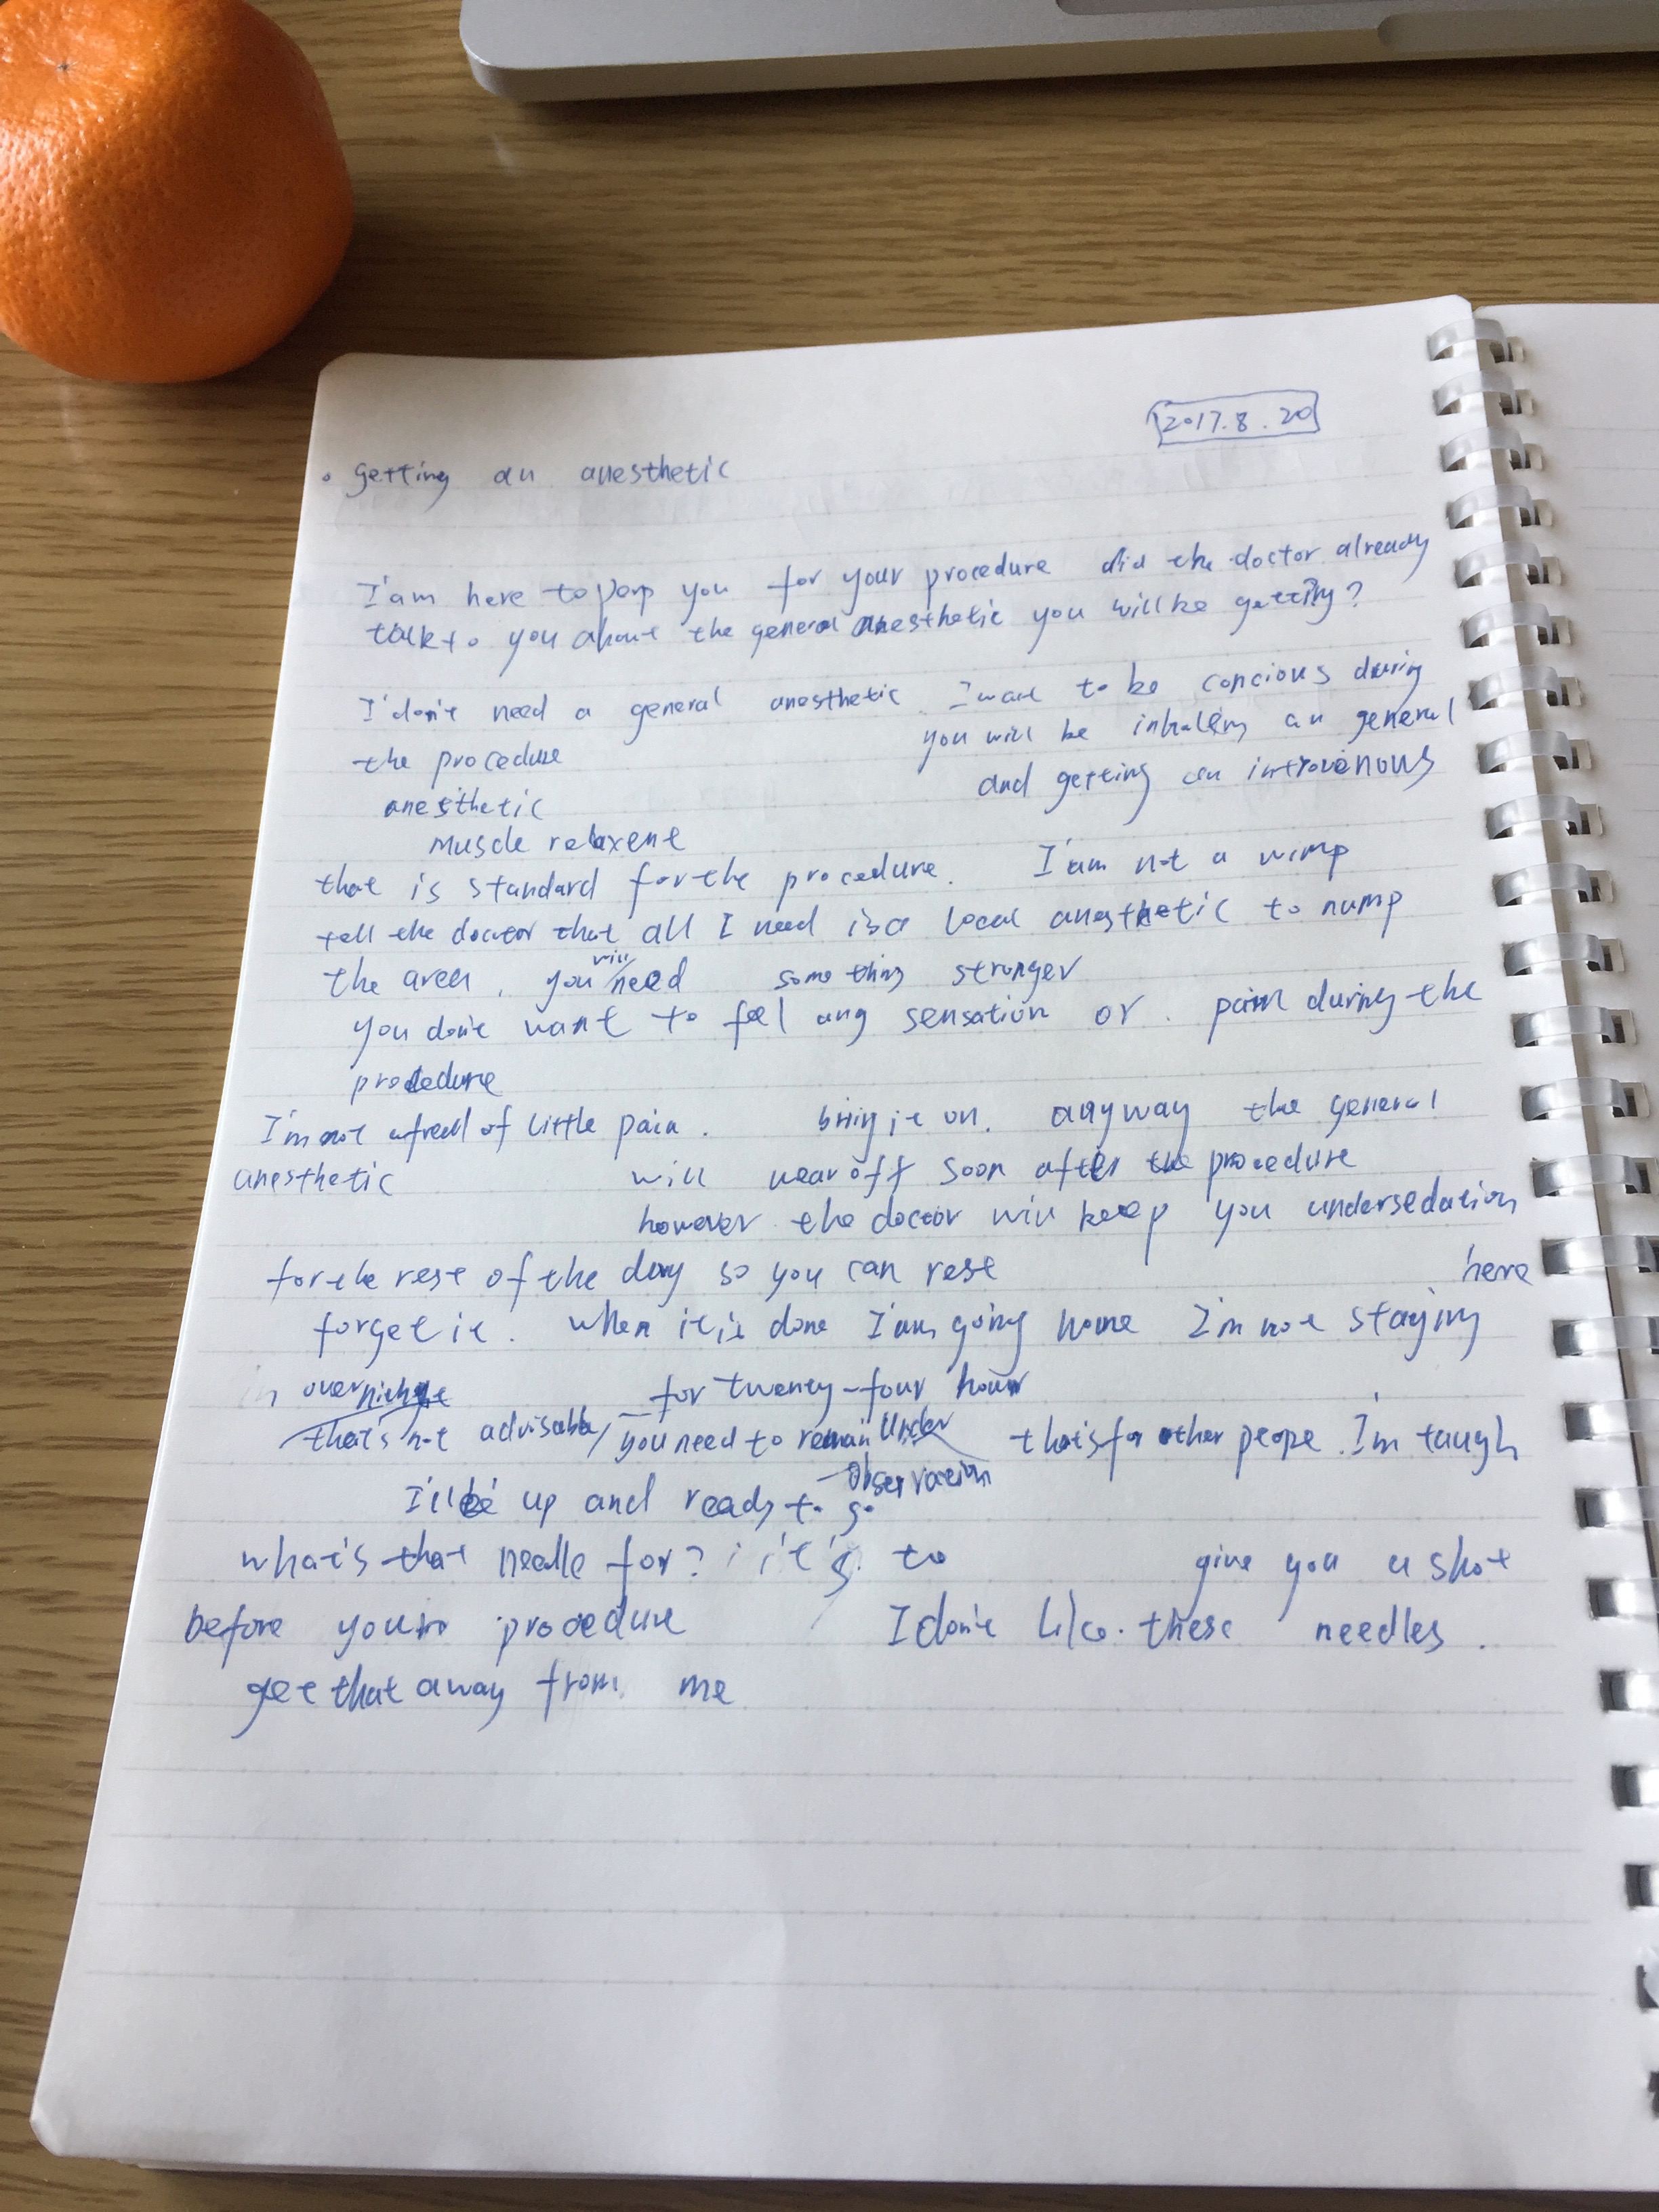 2017.8.20
• getting an anesthetic
I'am here to perp you for your procedure did the doctor already
talk to you about the general anesthetic you will be getting?
I don't need a general anesthetic. I want to be concious during
the procedure you will be inhaling an general
anesthetic and getting an introvenous
muscle relaxent
that is standard for the procedure. I'am not a wimp
tell the doctor that all I need is a local anesthetic to nump
the area, you will need something stronger
you don't want to feel any sensation or pain during the
procedure
I'm not afreed of little pain. bring it on. anyway the general
anesthetic will wear off soon after the procedure
however the doctor will keep you undersedation
for the rest of the day so you can rest
forget it. when it is done I'am going home I'm not staying here
in overnight for twenty-four hour
that's not advisable, you need to remain under observation that's for other peope. I'm tough
I'll be up and ready to go
what's that needle for? it's to give you a shot
before your procedure I don't like these needles.
get that away from me